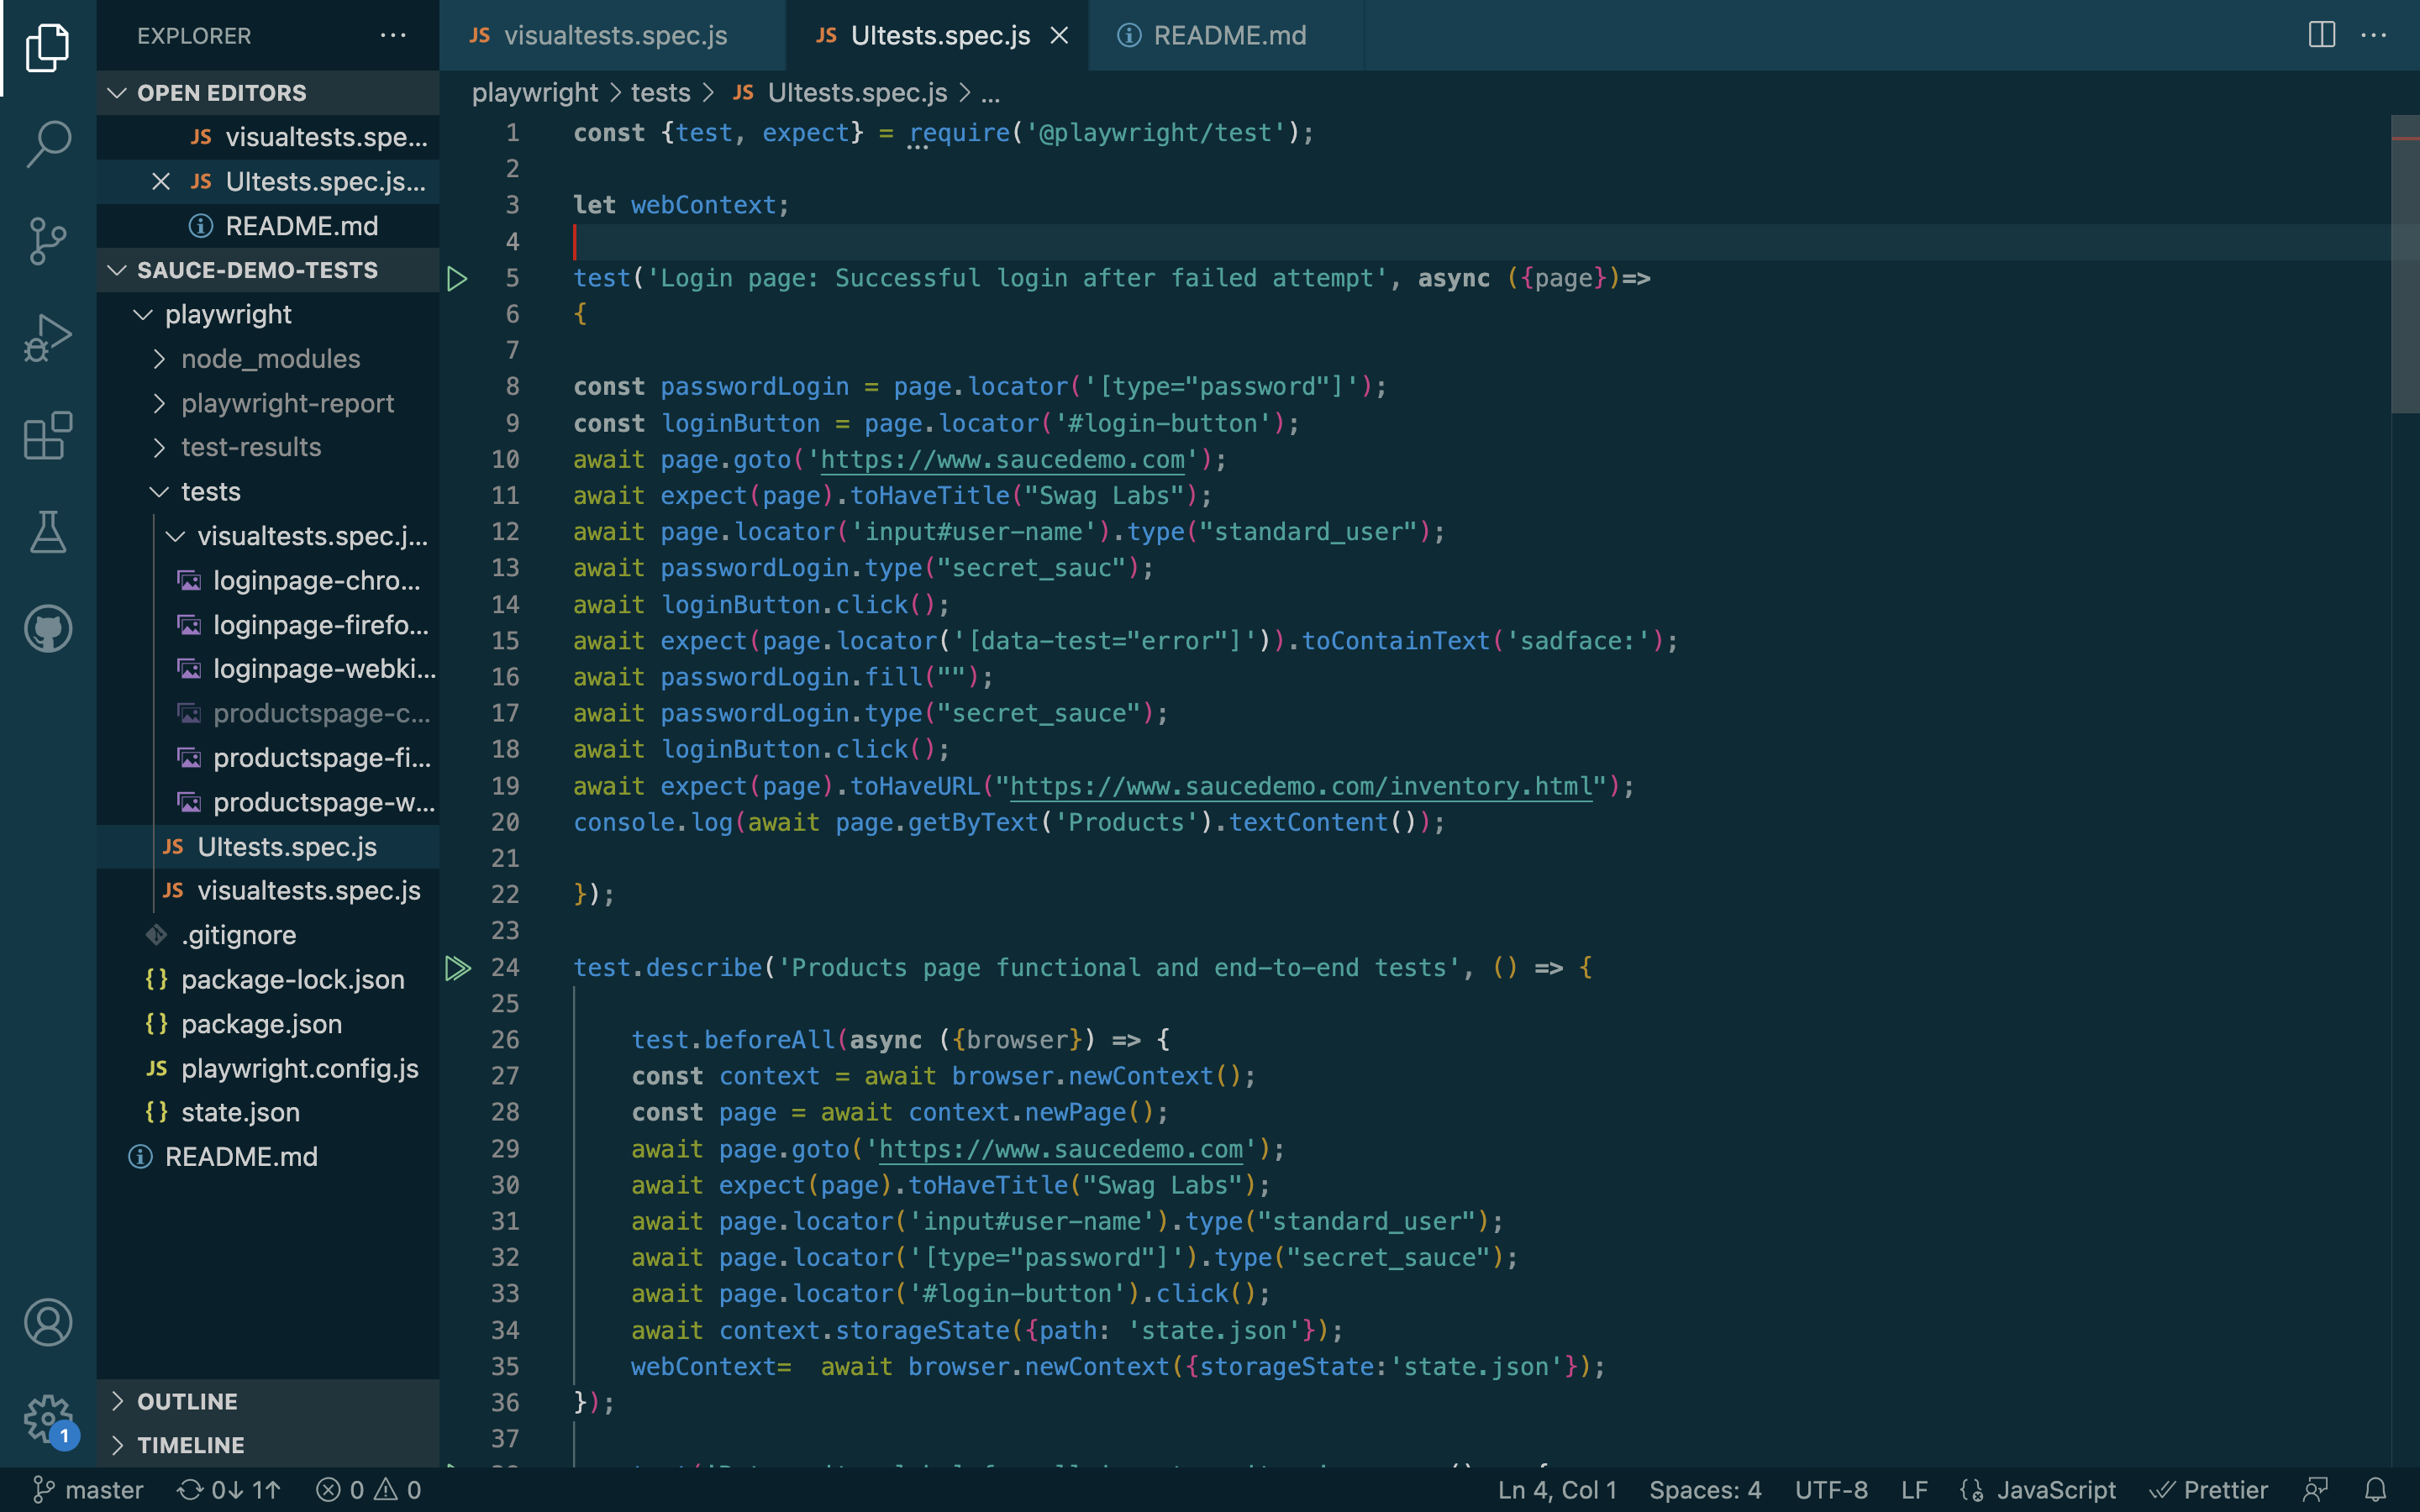 EXPLORER
OPEN EDITORS
JS visualtests.spe...
JS UItests.spec.js...
README.md
SAUCE-DEMO-TESTS
playwright
node_modules
playwright-report
test-results
tests
visualtests.spec.j...
loginpage-chro...
loginpage-firefo...
loginpage-webki...
productspage-c...
productspage-fi...
productspage-w...
JS UItests.spec.js
JS visualtests.spec.js
.gitignore
{} package-lock.json
{} package.json
JS playwright.config.js
{} state.json
README.md
OUTLINE
TIMELINE
JS visualtests.spec.js JS UItests.spec.js README.md
playwright > tests > JS UItests.spec.js > ...
1 const {test, expect} = require('@playwright/test');
2
3 let webContext;
4
5 test('Login page: Successful login after failed attempt', async ({page})=>
6 {
7
8 const passwordLogin = page.locator('[type="password"]');
9 const loginButton = page.locator('#login-button');
10 await page.goto('https://www.saucedemo.com');
11 await expect(page).toHaveTitle("Swag Labs");
12 await page.locator('input#user-name').type("standard_user");
13 await passwordLogin.type("secret_sauc");
14 await loginButton.click();
15 await expect(page.locator('[data-test="error"]')).toContainText('sadface:');
16 await passwordLogin.fill("");
17 await passwordLogin.type("secret_sauce");
18 await loginButton.click();
19 await expect(page).toHaveURL("https://www.saucedemo.com/inventory.html");
20 console.log(await page.getByText('Products').textContent());
21
22 });
23
24 test.describe('Products page functional and end-to-end tests', () => {
25
26 test.beforeAll(async ({browser}) => {
27 const context = await browser.newContext();
28 const page = await context.newPage();
29 await page.goto('https://www.saucedemo.com');
30 await expect(page).toHaveTitle("Swag Labs");
31 await page.locator('input#user-name').type("standard_user");
32 await page.locator('[type="password"]').type("secret_sauce");
33 await page.locator('#login-button').click();
34 await context.storageState({path: 'state.json'});
35 webContext=  await browser.newContext({storageState:'state.json'});
36 });
37
1
master 0↓ 1↑ 0 0 Ln 4, Col 1 Spaces: 4 UTF-8 LF JavaScript Prettier